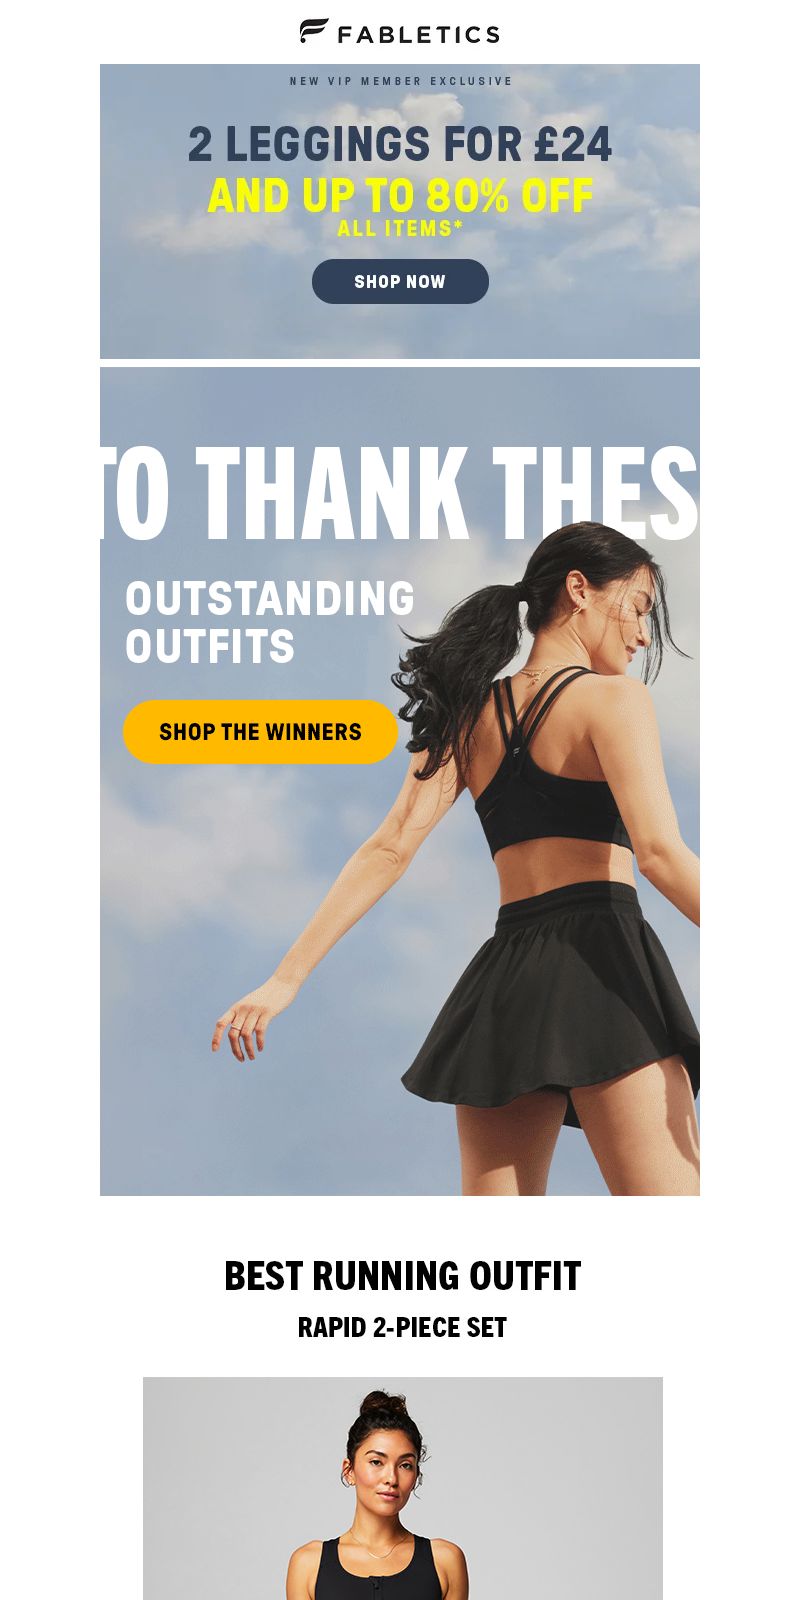 FABLETICS
NEW VIP MEMBER EXCLUSIVE
2 LEGGINGS FOR £24
AND UP TO 80% OFF
ALL ITEMS*
SHOP NOW
TO THANK THES
OUTSTANDING
OUTFITS
SHOP THE WINNERS
BEST RUNNING OUTFIT
RAPID 2-PIECE SET